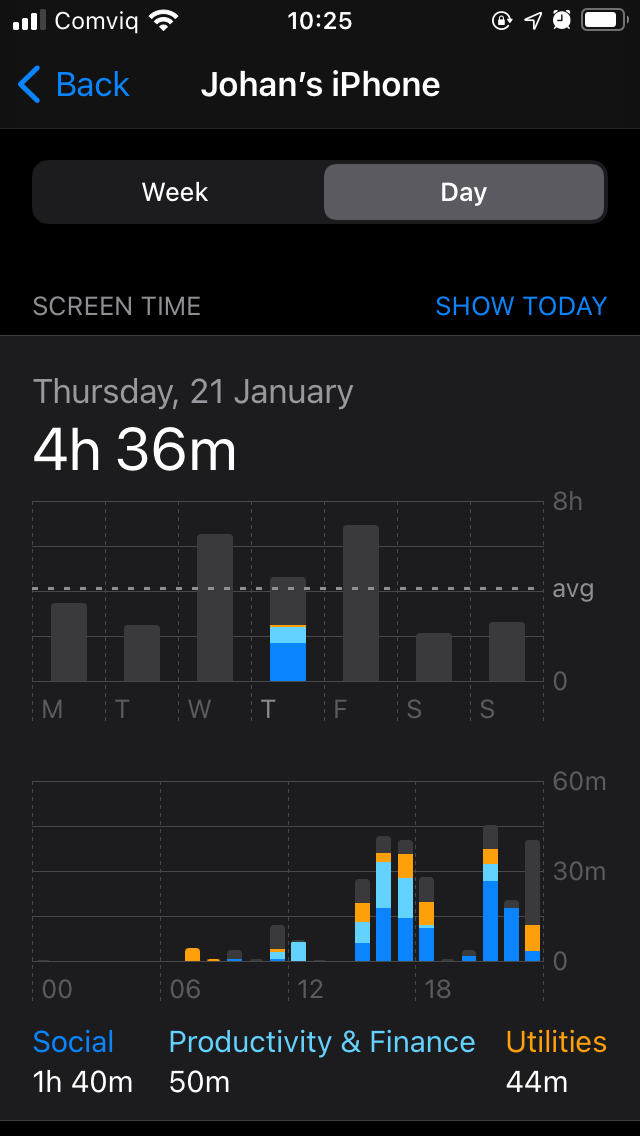 Comviq 10:25
Back Johan's iPhone
Week Day
SCREEN TIME SHOW TODAY
Thursday, 21 January
4h 36m
8h
avg
0
M T W T F S S
60m
30m
0
00 06 12 18
Social Productivity & Finance Utilities
1h 40m 50m 44m